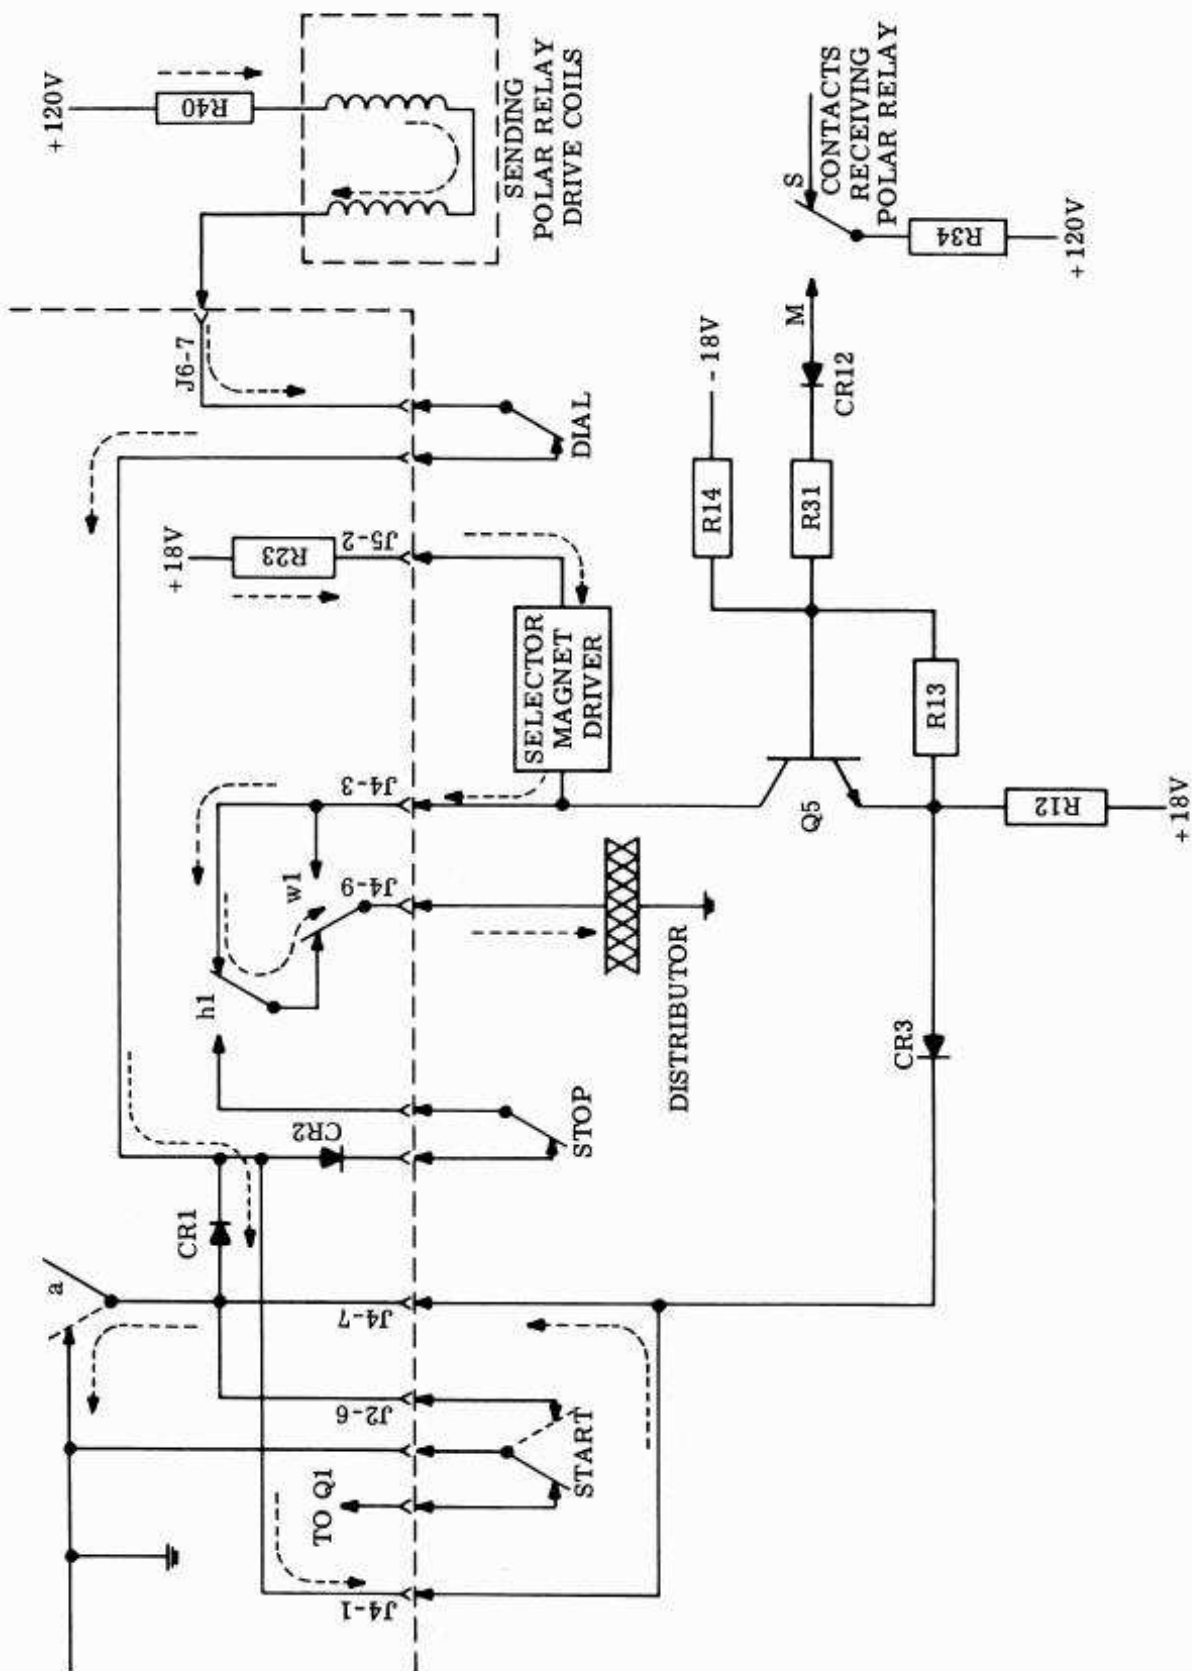 +120V
R40
SENDING
POLAR RELAY
DRIVE COILS
J6-7
DIAL
+18V
R23
J5-2
SELECTOR
MAGNET
DRIVER
J4-3
w1
J4-9
h1
DISTRIBUTOR
STOP
CR2
CR1
a
J4-7
J2-6
START
TO Q1
J4-1
S
CONTACTS
RECEIVING
POLAR RELAY
R34
+120V
M
CR12
-18V
R14
R31
R13
Q5
R12
+18V
CR3